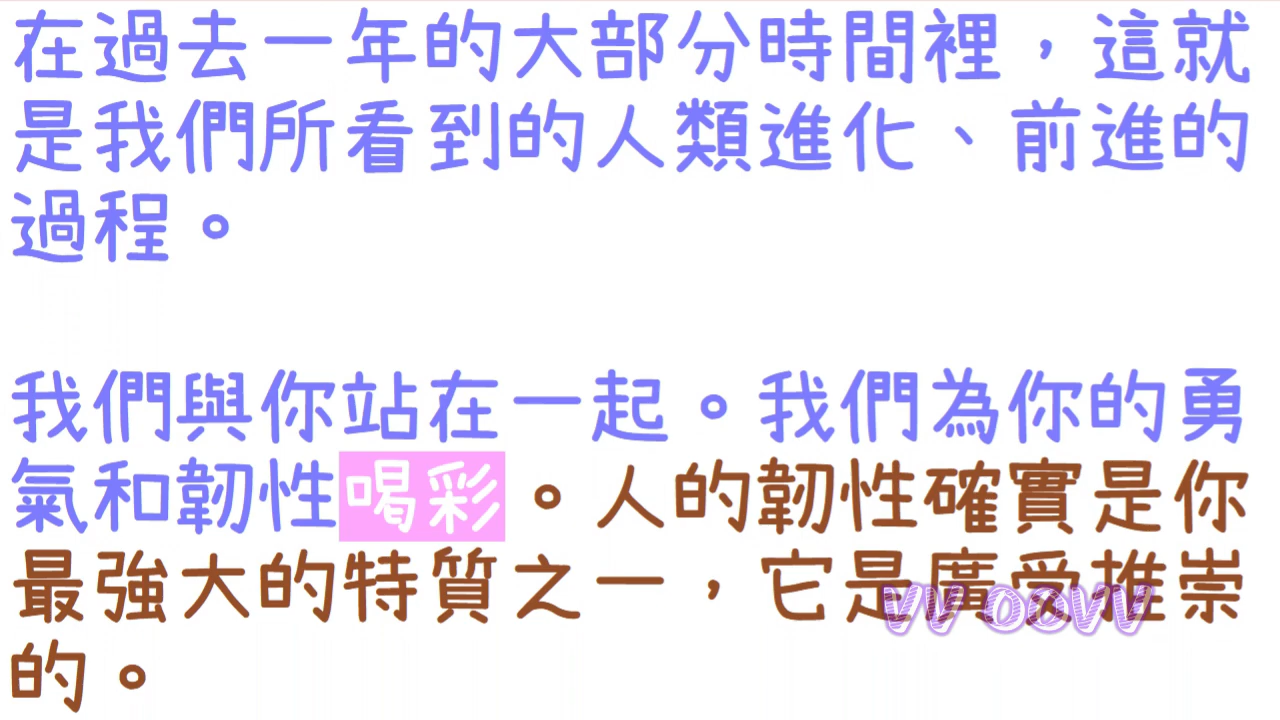 在過去一年的大部分時間裡，這就
是我們所看到的人類進化、前進的
過程。
我們與你站在一起。我們為你的勇
氣和韌性喝彩。人的韌性確實是你
最強大的特質之一，它是廣受推崇
的。
VV OOVV